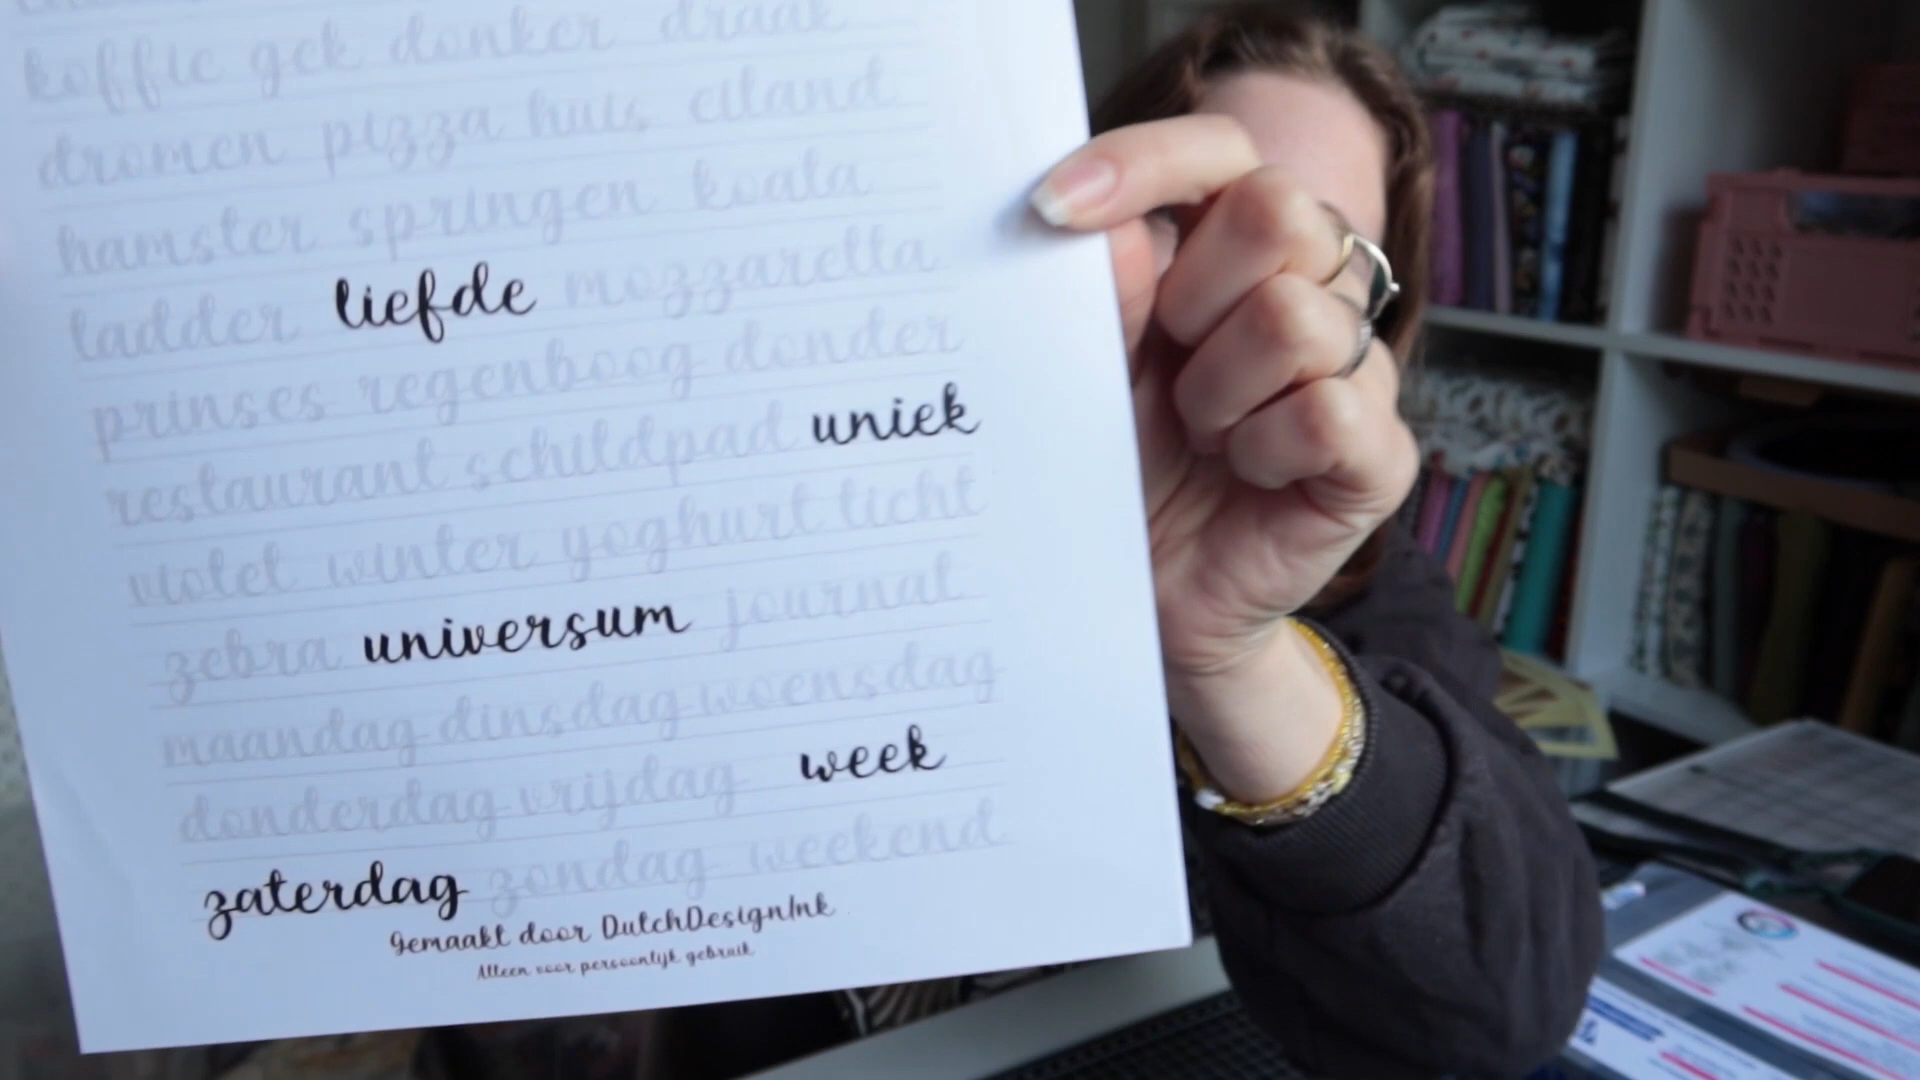 koffie gek donker draak
dromen pizza huis eiland
hamster springen koala
ladder liefde mozzarella
prinses regenboog donder
restaurant schildpad uniek
violet winter yoghurt licht
zebra universum journal
maandag dinsdag woensdag
donderdag vrijdag week
zaterdag zondag weekend
Gemaakt door DutchDesignInk
Alleen voor persoonlijk gebruik